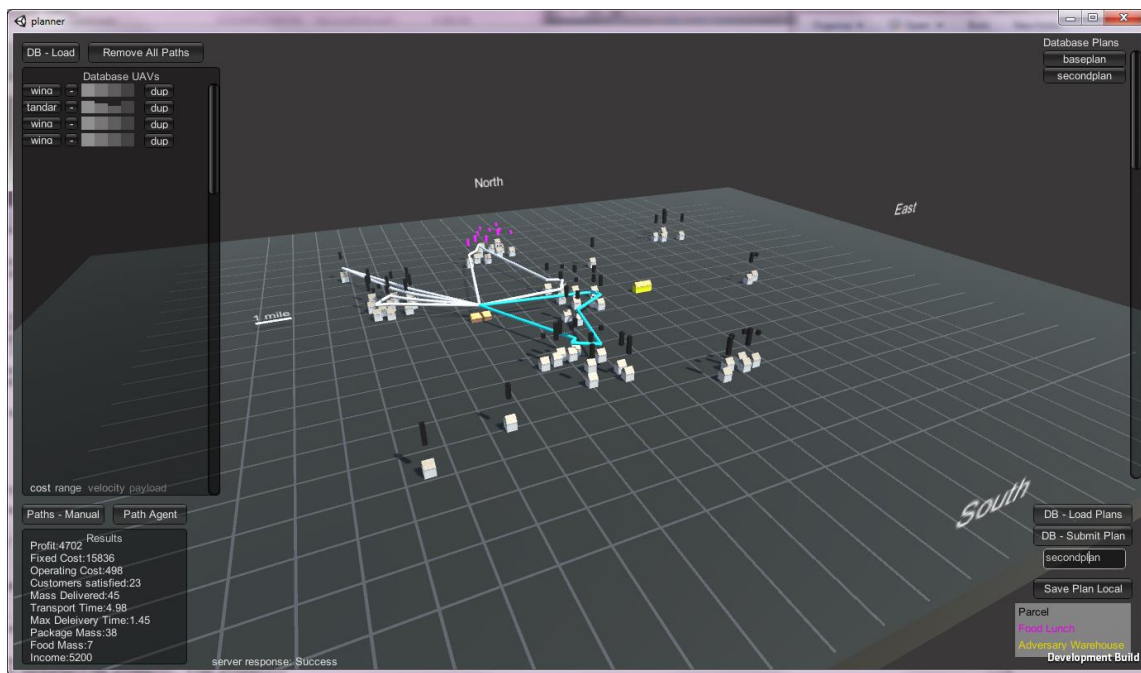 planner
DB - Load
Remove All Paths
Database UAVs
wing - dup
tandar - dup
wing - dup
wing - dup
cost range velocity payload
Paths - Manual
Path Agent
Results
Profit:4702
Fixed Cost:15836
Operating Cost:498
Customers satisfied:23
Mass Delivered:45
Transport Time:4.98
Max Deleivery Time:1.45
Package Mass:38
Food Mass:7
Income:5200
server response: Success
North
East
1 mile
South
Database Plans
baseplan
secondplan
DB - Load Plans
DB - Submit Plan
secondplan
Save Plan Local
Parcel
Food Lunch
Adversary Warehouse
Development Build